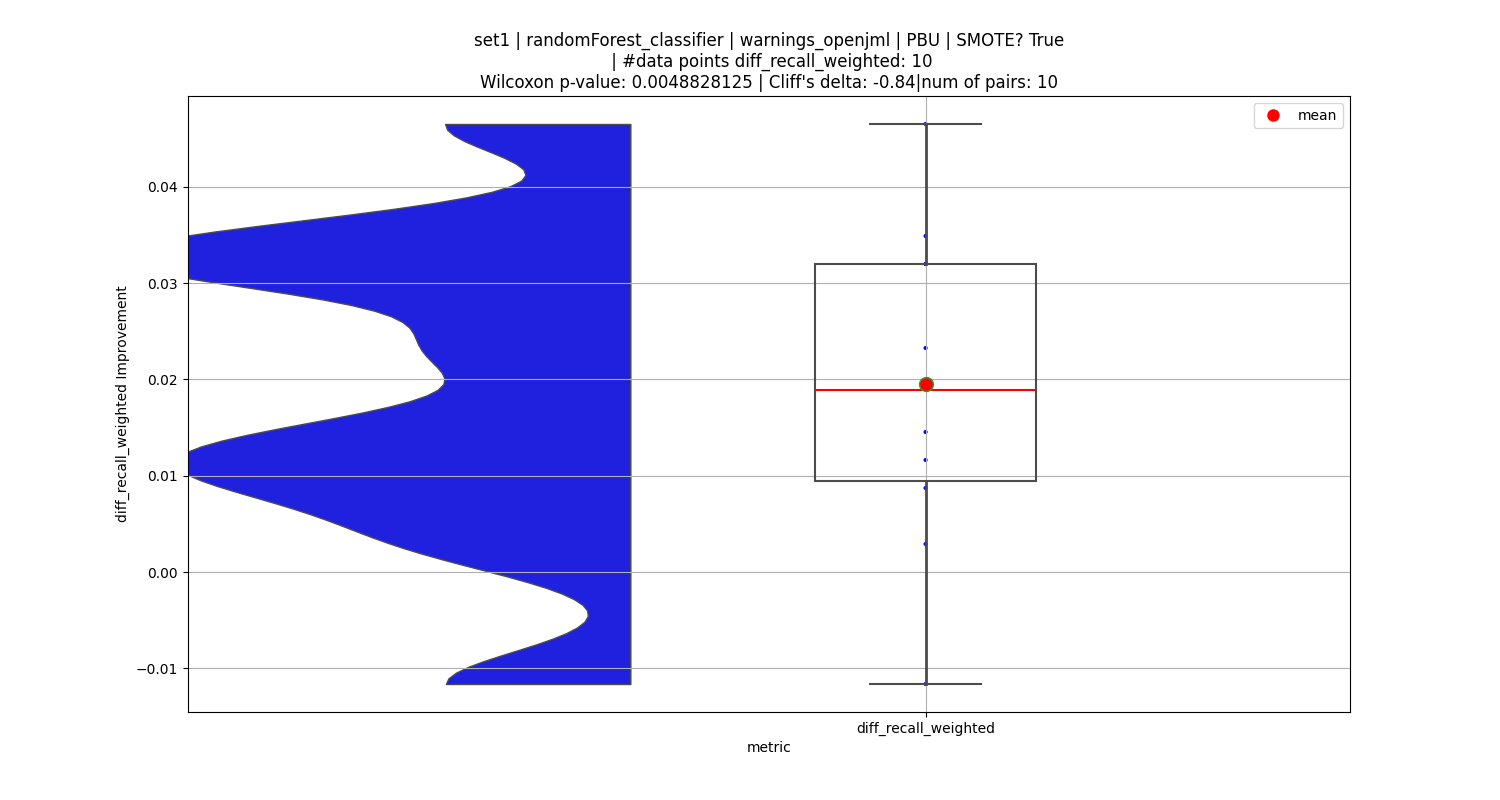 set1 | randomForest_classifier | warnings_openjml | PBU | SMOTE? True
| #data points diff_recall_weighted: 10
Wilcoxon p-value: 0.0048828125 | Cliff's delta: -0.84|num of pairs: 10
mean
diff_recall_weighted Improvement
0.04
0.03
0.02
0.01
0.00
−0.01
diff_recall_weighted
metric